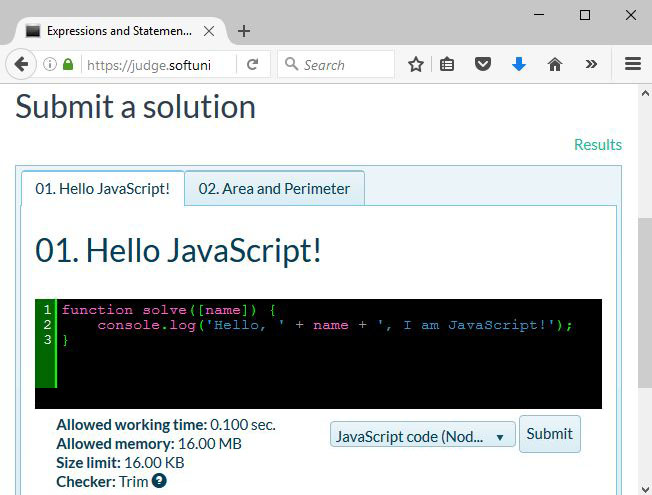 Expressions and Statemen...
https://judge.softuni
Search
Submit a solution
Results
01. Hello JavaScript!
02. Area and Perimeter
01. Hello JavaScript!
1 function solve([name]) {
2     console.log('Hello, ' + name + ', I am JavaScript!');
3 }
Allowed working time: 0.100 sec.
Allowed memory: 16.00 MB
Size limit: 16.00 KB
Checker: Trim ?
JavaScript code (Nod...
Submit